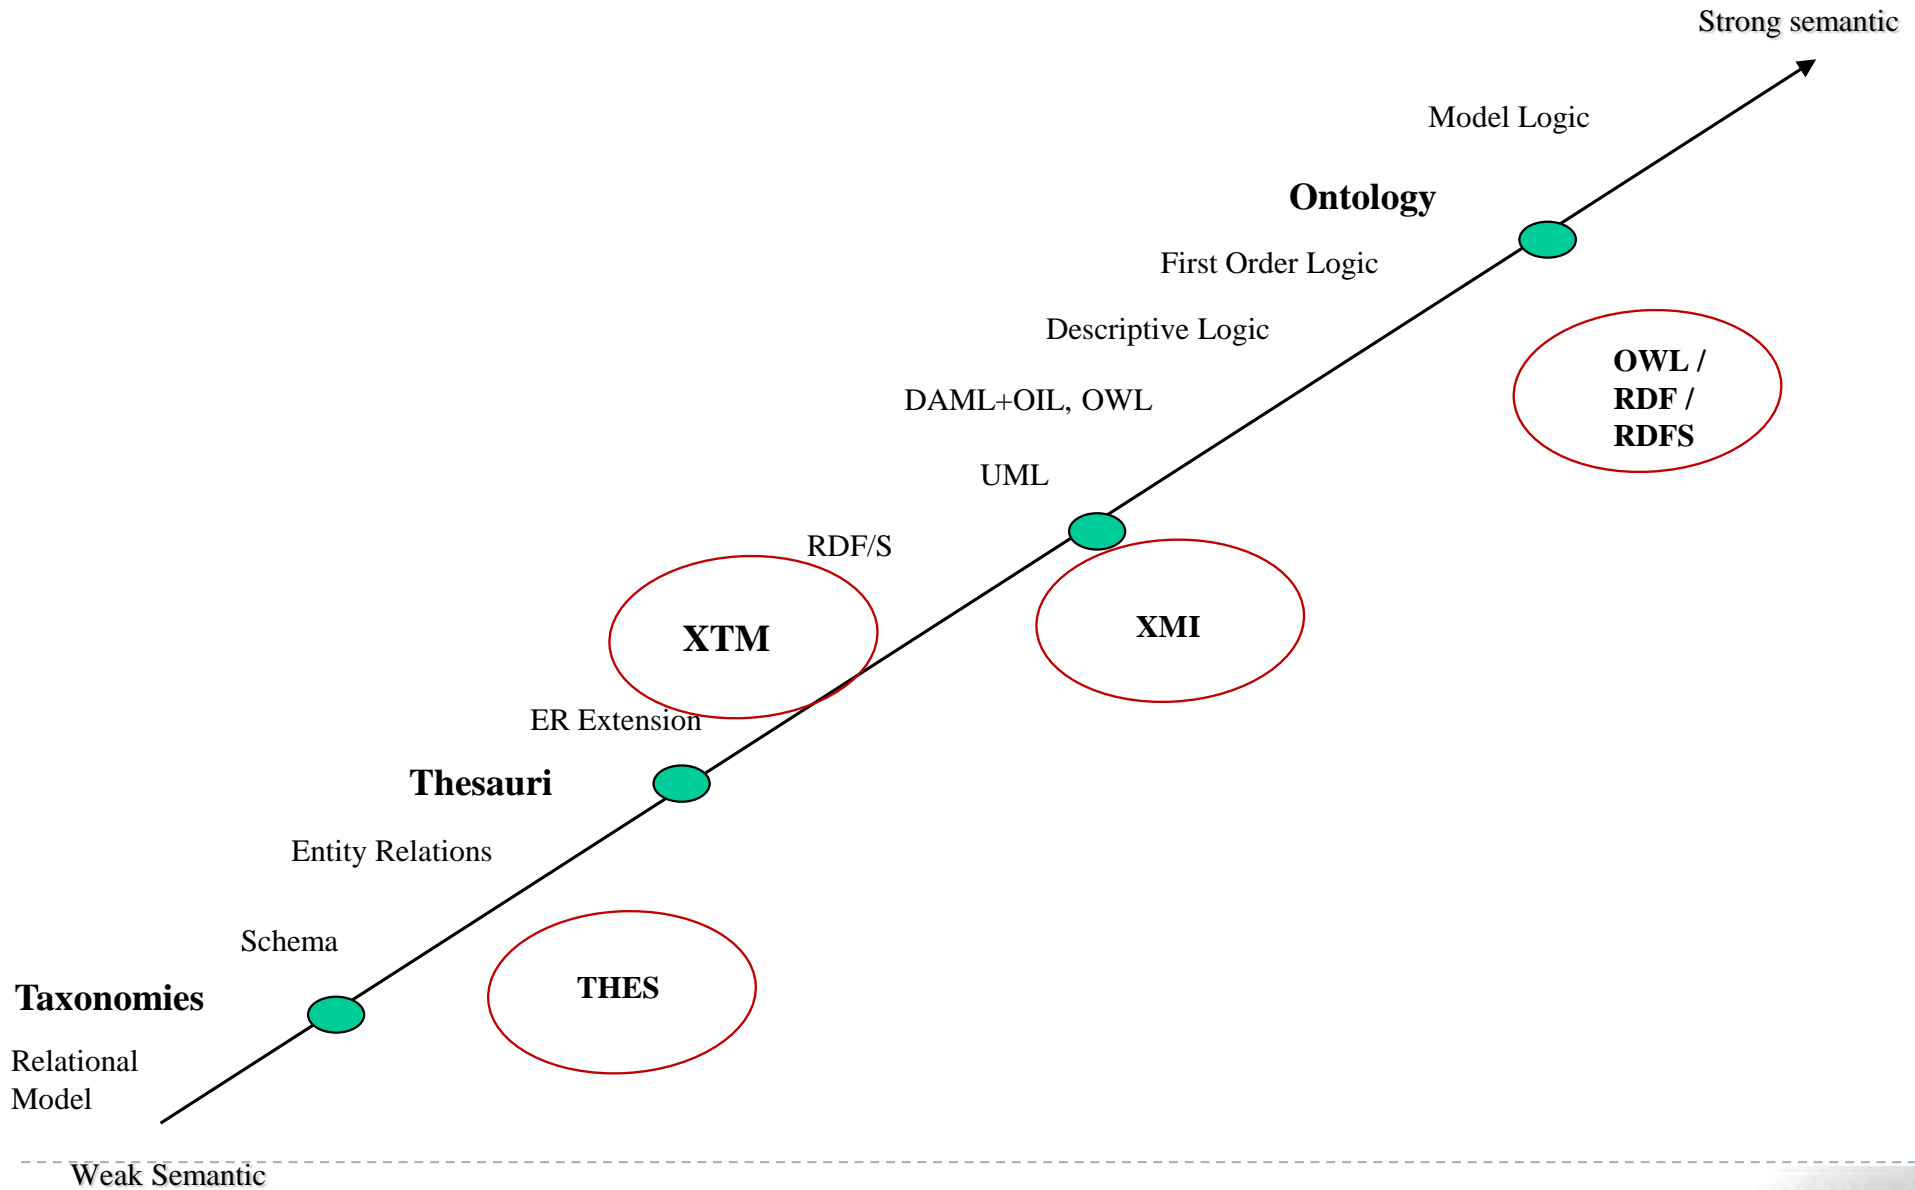 Strong semantic
Model Logic
Ontology
First Order Logic
Descriptive Logic
OWL /
RDF /
RDFS
DAML+OIL, OWL
UML
RDF/S
XTM
XMI
ER Extension
Thesauri
Entity Relations
Schema
THES
Taxonomies
Relational
Model
Weak Semantic